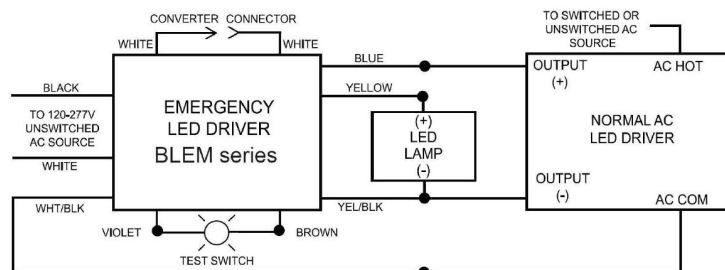 CONVERTER CONNECTOR
WHITE WHITE
TO SWITCHED OR
UNSWITCHED AC
SOURCE
BLACK
TO 120-277V
UNSWITCHED
AC SOURCE
WHITE
WHT/BLK
EMERGENCY
LED DRIVER
BLEM series
BLUE
YELLOW
(+)
LED
LAMP
(-)
YEL/BLK
VIOLET
BROWN
TEST SWITCH
OUTPUT
(+)
AC HOT
NORMAL AC
LED DRIVER
OUTPUT
(-)
AC COM